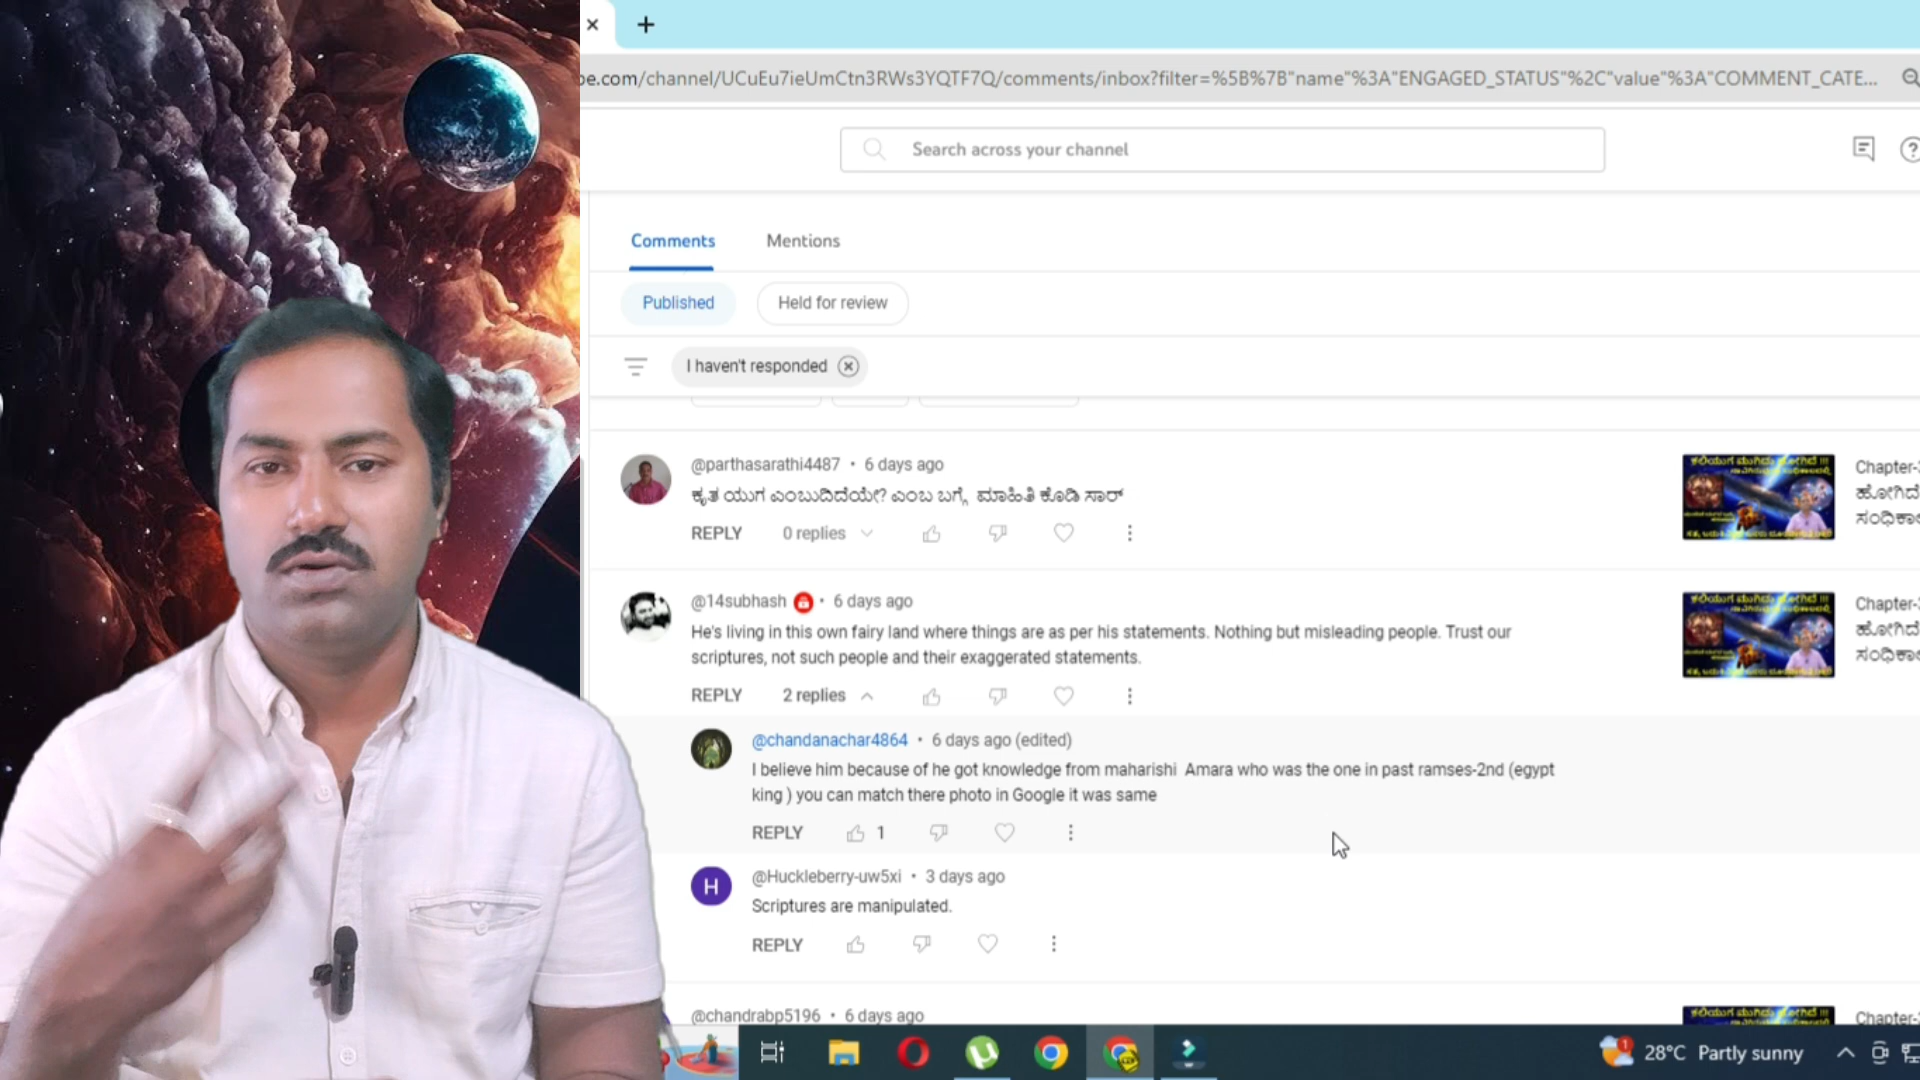 be.com/channel/UCuEu7ieUmCtn3RWs3YQTF7Q/comments/inbox?filter=%5B%7B"name"%3A"ENGAGED_STATUS"%2C"value"%3A"COMMENT_CATE...
Search across your channel
Comments Mentions
Published Held for review
I haven't responded
@parthasarathi4487 • 6 days ago
ಕೃತ ಯುಗ ಎಂಬುದಿದೆಯೇ? ಎಂಬ ಬಗ್ಗೆ ಮಾಹಿತಿ ಕೊಡಿ ಸಾರ್
REPLY 0 replies
Chapter-
ಹೋಗಿದೆ
ಸಂಧಿಕಾಲ
@14subhash • 6 days ago
He's living in this own fairy land where things are as per his statements. Nothing but misleading people. Trust our
scriptures, not such people and their exaggerated statements.
REPLY 2 replies
Chapter-
ಹೋಗಿದೆ
ಸಂಧಿಕಾಲ
@chandanachar4864 • 6 days ago (edited)
I believe him because of he got knowledge from maharishi Amara who was the one in past ramses-2nd (egypt
king ) you can match there photo in Google it was same
REPLY 1
H
@Huckleberry-uw5xi • 3 days ago
Scriptures are manipulated.
REPLY
@chandrabp5196 • 6 days ago
Chapter-
28°C Partly sunny